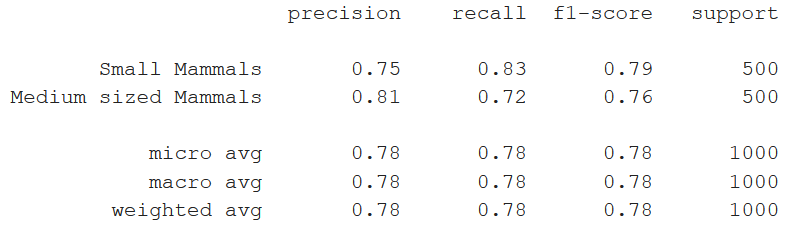 precision recall f1-score support
Small Mammals 0.75 0.83 0.79 500
Medium sized Mammals 0.81 0.72 0.76 500
micro avg 0.78 0.78 0.78 1000
macro avg 0.78 0.78 0.78 1000
weighted avg 0.78 0.78 0.78 1000